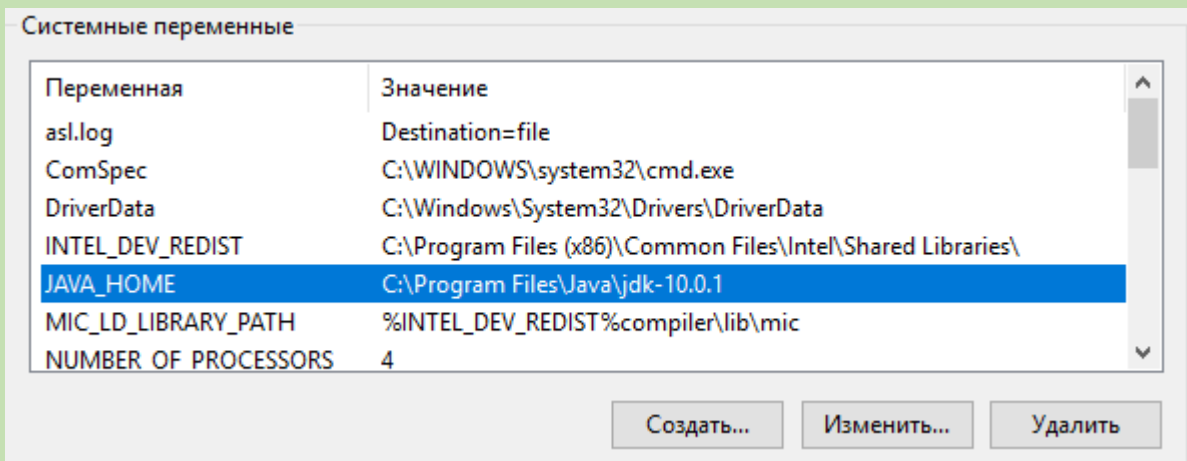 Системные переменные
Переменная Значение
asl.log Destination=file
ComSpec C:\WINDOWS\system32\cmd.exe
DriverData C:\Windows\System32\Drivers\DriverData
INTEL_DEV_REDIST C:\Program Files (x86)\Common Files\Intel\Shared Libraries\
JAVA_HOME C:\Program Files\Java\jdk-10.0.1
MIC_LD_LIBRARY_PATH %INTEL_DEV_REDIST%compiler\lib\mic
NUMBER_OF_PROCESSORS 4
Создать... Изменить... Удалить